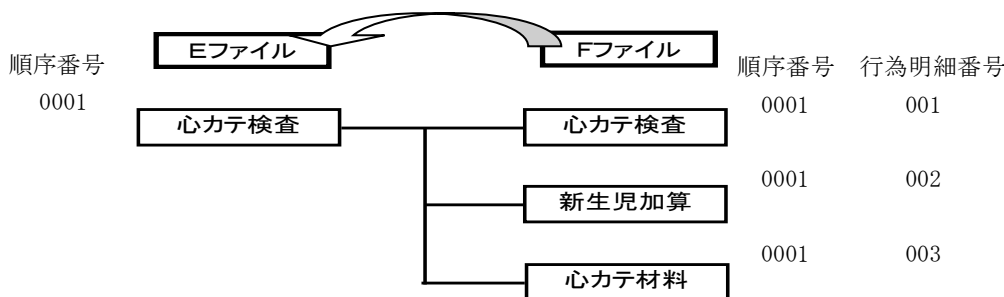 Eファイル Fファイル
順序番号 順序番号 行為明細番号
0001 0001 001
心カテ検査 心カテ検査
0001 002
新生児加算
0001 003
心カテ材料